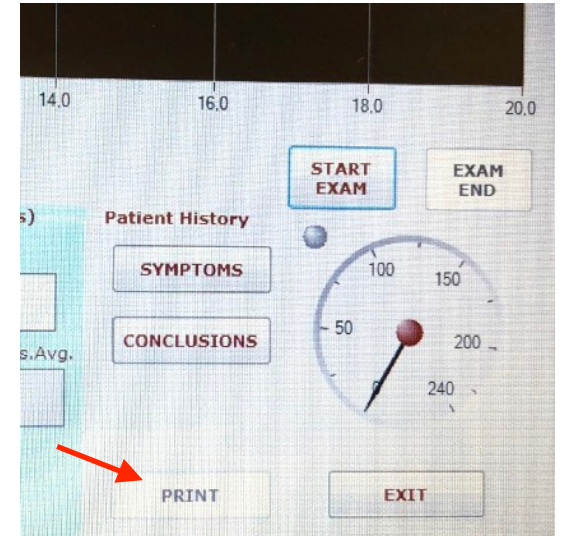 14,0 16,0 18,0 20,0
START
EXAM
EXAM
END
s)
Patient History
SYMPTOMS
CONCLUSIONS
s.Avg.
50
100
150
200
240
PRINT
EXIT